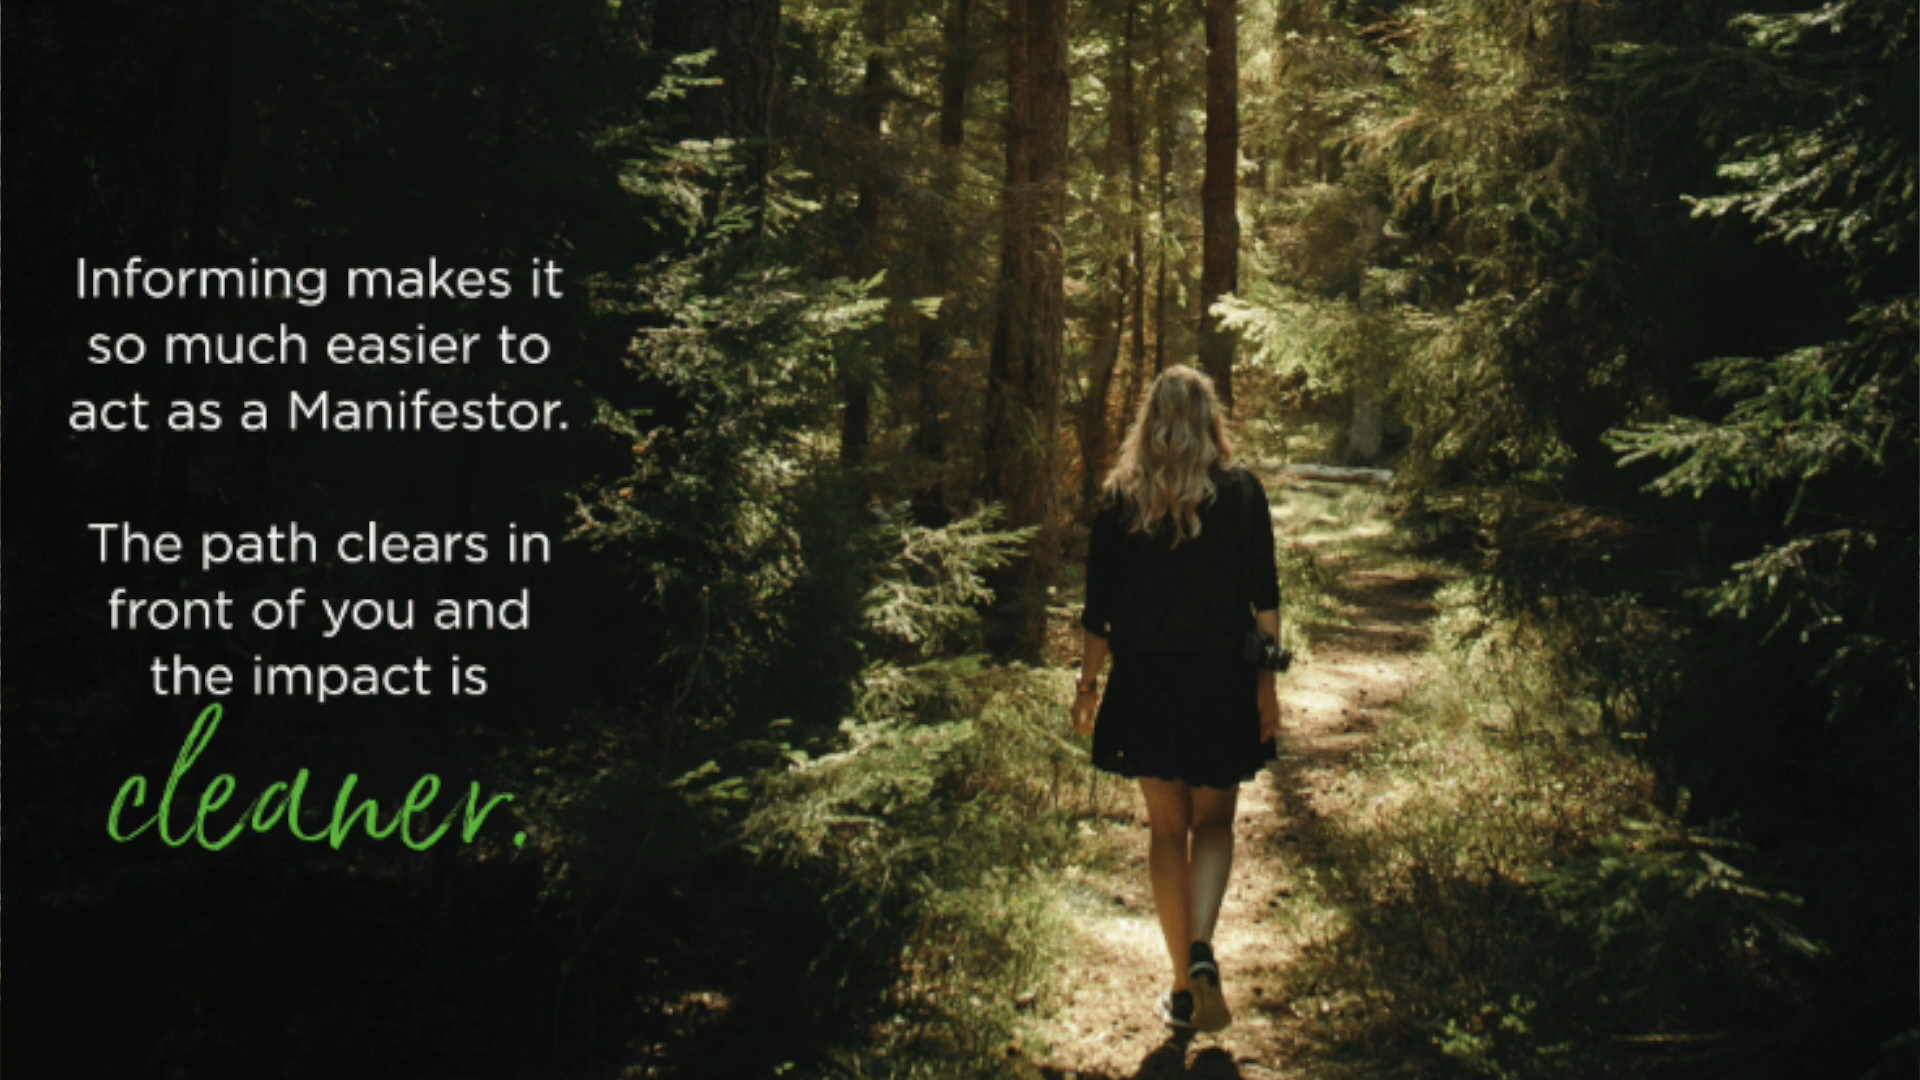 Informing makes it
so much easier to
act as a Manifestor.
The path clears in
front of you and
the impact is
cleaner.